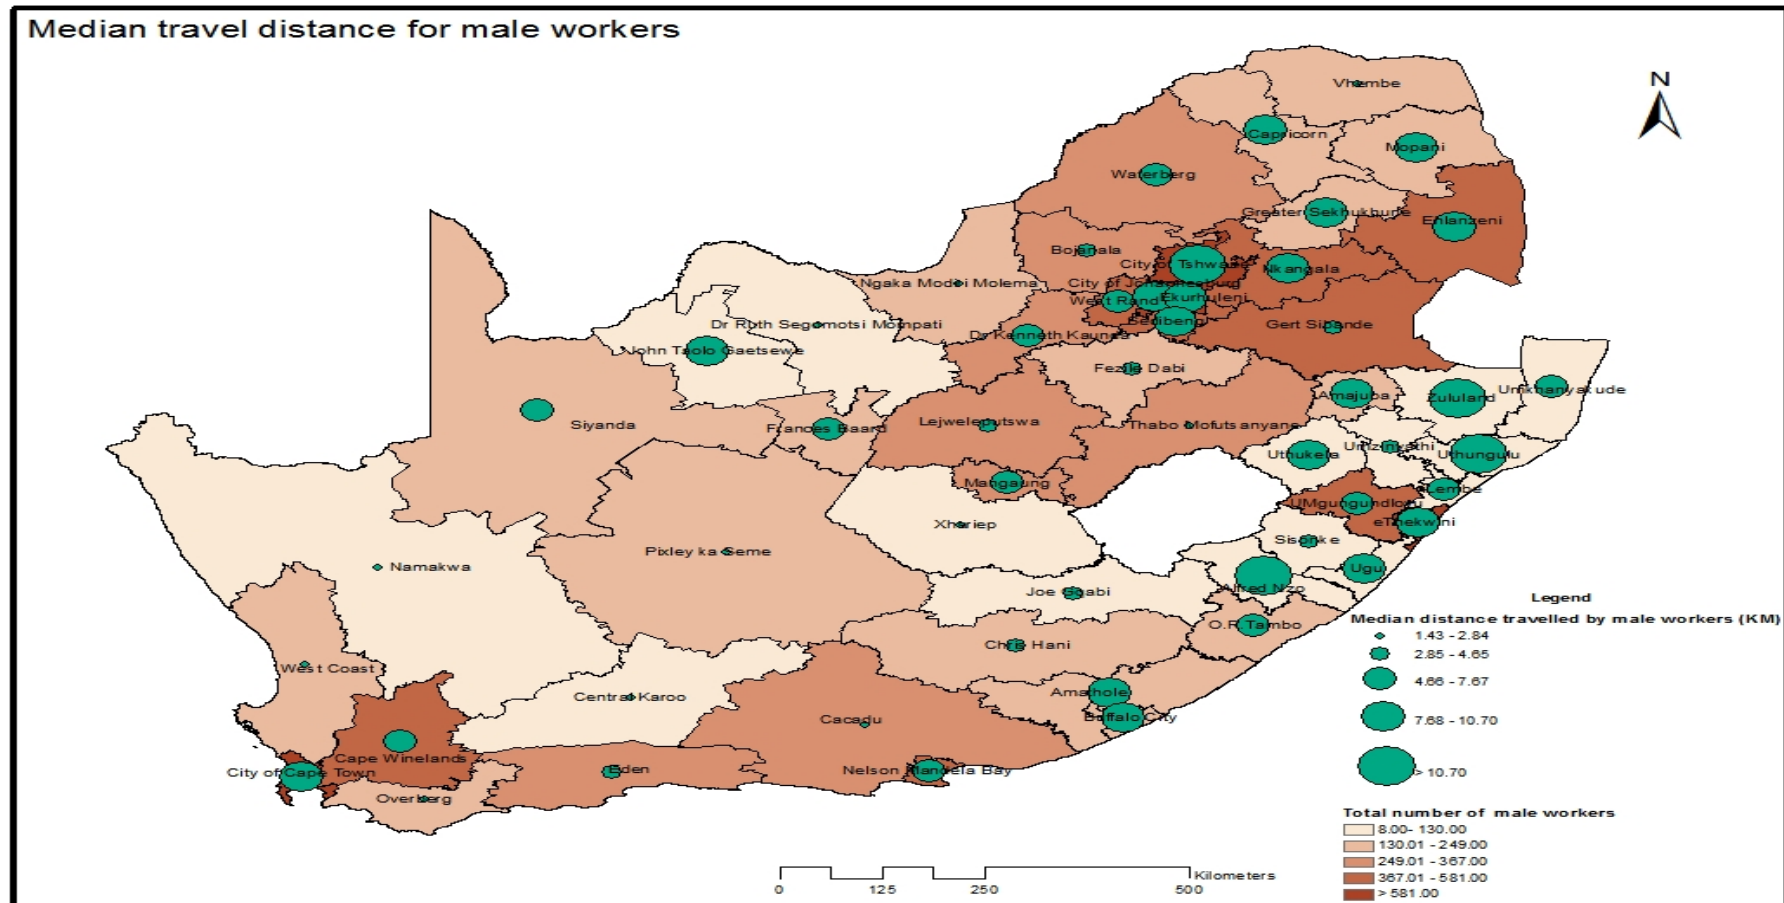 Median travel distance for male workers
N
Vhembe
Capricorn
Mopani
Waterberg
Greater Sekhukhune
Ehlanzeni
Bojanala
City of Tshwane
Nkangala
Ngaka Modiri Molema
City of Johannesburg
West Rand
Ekurhuleni
Sedibeng
Gert Sibande
Dr Ruth Segomotsi Mompati
Dr Kenneth Kaunda
John Taolo Gaetsewe
Fezile Dabi
Amajuba
Zululand
Umkhanyakude
Siyanda
Frances Baard
Lejweleputswa
Thabo Mofutsanyane
Umzinyathi
Uthukela
Uthungulu
Mangaung
iLembe
UMgungundlovu
eThekwini
Xhariep
Sisonke
Pixley ka Seme
Namakwa
Ugu
Joe Gqabi
Alfred Nzo
O.R.Tambo
Chris Hani
West Coast
Central Karoo
Amathole
Buffalo City
Cacadu
Cape Winelands
City of Cape Town
Eden
Nelson Mandela Bay
Overberg
Legend
Median distance travelled by male workers (KM)
1.43 - 2.84
2.85 - 4.65
4.66 - 7.67
7.68 - 10.70
> 10.70
Total number of male workers
8.00- 130.00
130.01 - 249.00
249.01 - 367.00
367.01 - 581.00
> 581.00
Kilometers
0 125 250 500